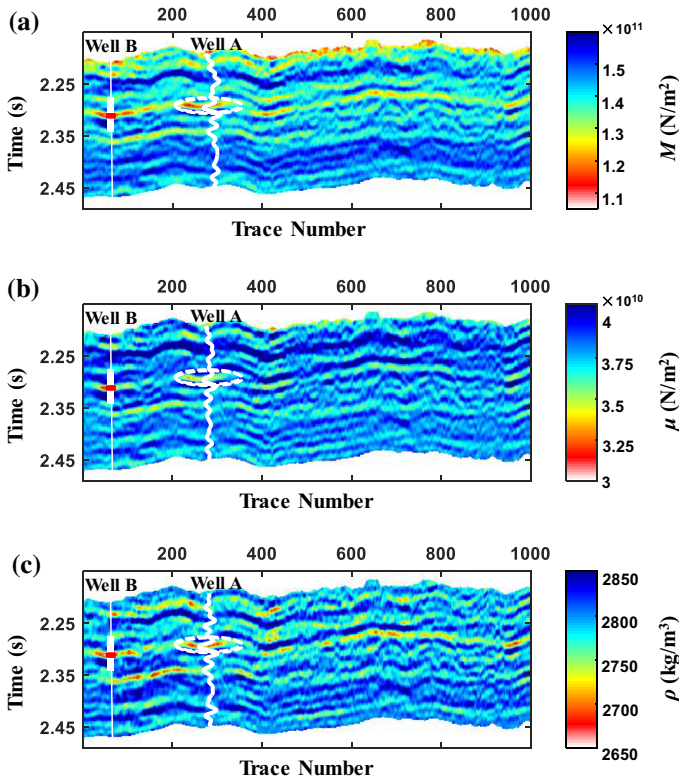 (a)
200 400 600 800 1000
×10¹¹
Well B Well A
2.25
2.35
2.45
Time (s)
Trace Number
1.5
1.4
1.3
1.2
1.1
M (N/m²)
(b)
200 400 600 800 1000
×10¹⁰
Well B Well A
2.25
2.35
2.45
Time (s)
Trace Number
4
3.75
3.5
3.25
3
μ (N/m²)
(c)
200 400 600 800 1000
Well B Well A
2.25
2.35
2.45
Time (s)
Trace Number
2850
2800
2750
2700
2650
ρ (kg/m³)